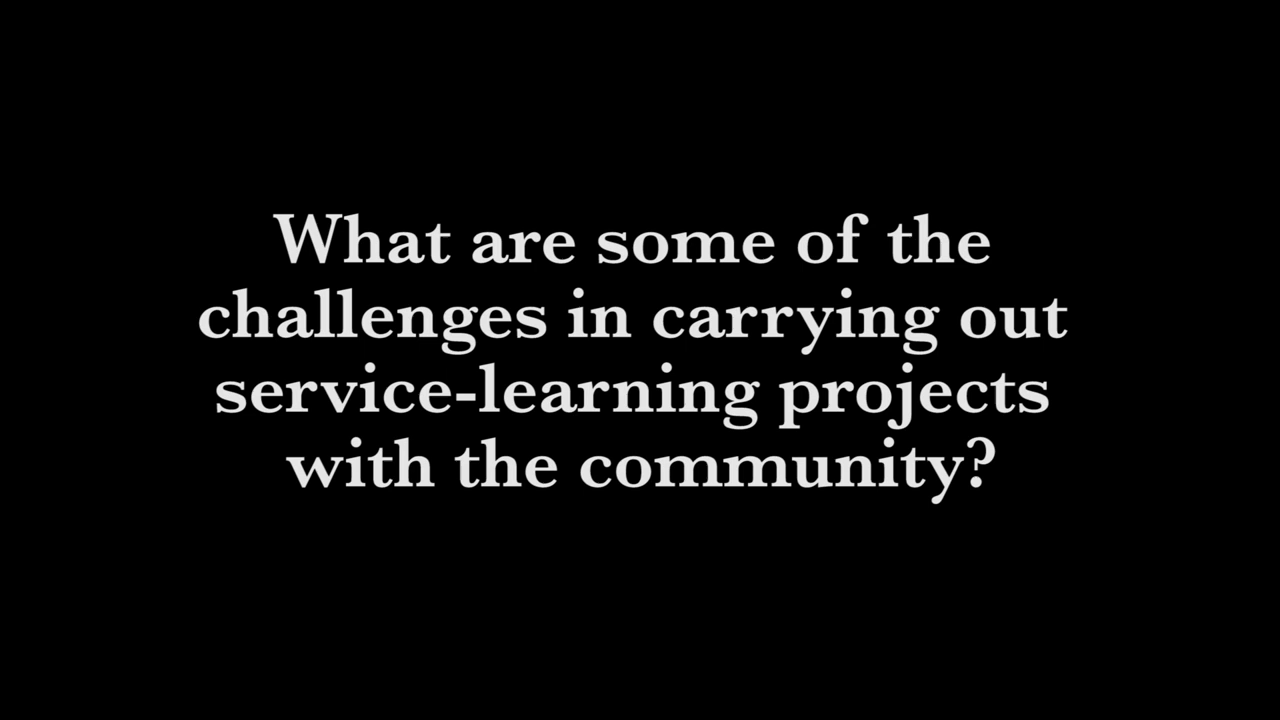 What are some of the
challenges in carrying out
service-learning projects
with the community?